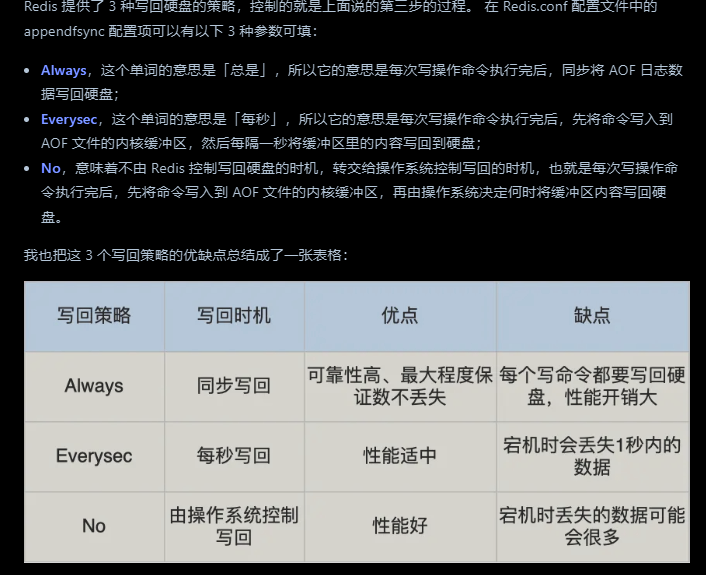 Redis 提供了 3 种写回硬盘的策略，控制的就是上面说的第三步的过程。 在 Redis.conf 配置文件中的
appendfsync 配置项可以有以下 3 种参数可填：
• Always，这个单词的意思是「总是」，所以它的意思是每次写操作命令执行完后，同步将 AOF 日志数
据写回硬盘；
• Everysec，这个单词的意思是「每秒」，所以它的意思是每次写操作命令执行完后，先将命令写入到
AOF 文件的内核缓冲区，然后每隔一秒将缓冲区里的内容写回到硬盘；
• No，意味着不由 Redis 控制写回硬盘的时机，转交给操作系统控制写回的时机，也就是每次写操作命
令执行完后，先将命令写入到 AOF 文件的内核缓冲区，再由操作系统决定何时将缓冲区内容写回硬
盘。
我也把这 3 个写回策略的优缺点总结成了一张表格：
写回策略 写回时机 优点 缺点
Always 同步写回 可靠性高、最大程度保
证数不丢失 每个写命令都要写回硬
盘，性能开销大
Everysec 每秒写回 性能适中 宕机时会丢失1秒内的
数据
No 由操作系统控制
写回 性能好 宕机时丢失的数据可能
会很多